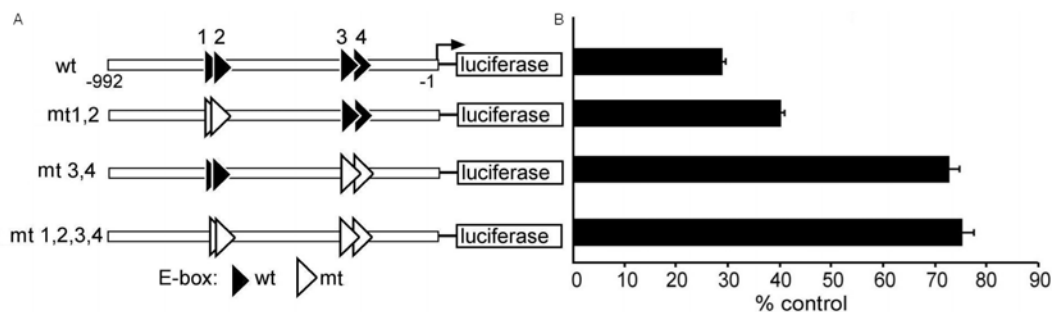 A
B
1 2
3 4
wt
-992
-1
luciferase
mt1,2
luciferase
mt 3,4
luciferase
mt 1,2,3,4
luciferase
E-box: wt mt
0 10 20 30 40 50 60 70 80 90
% control